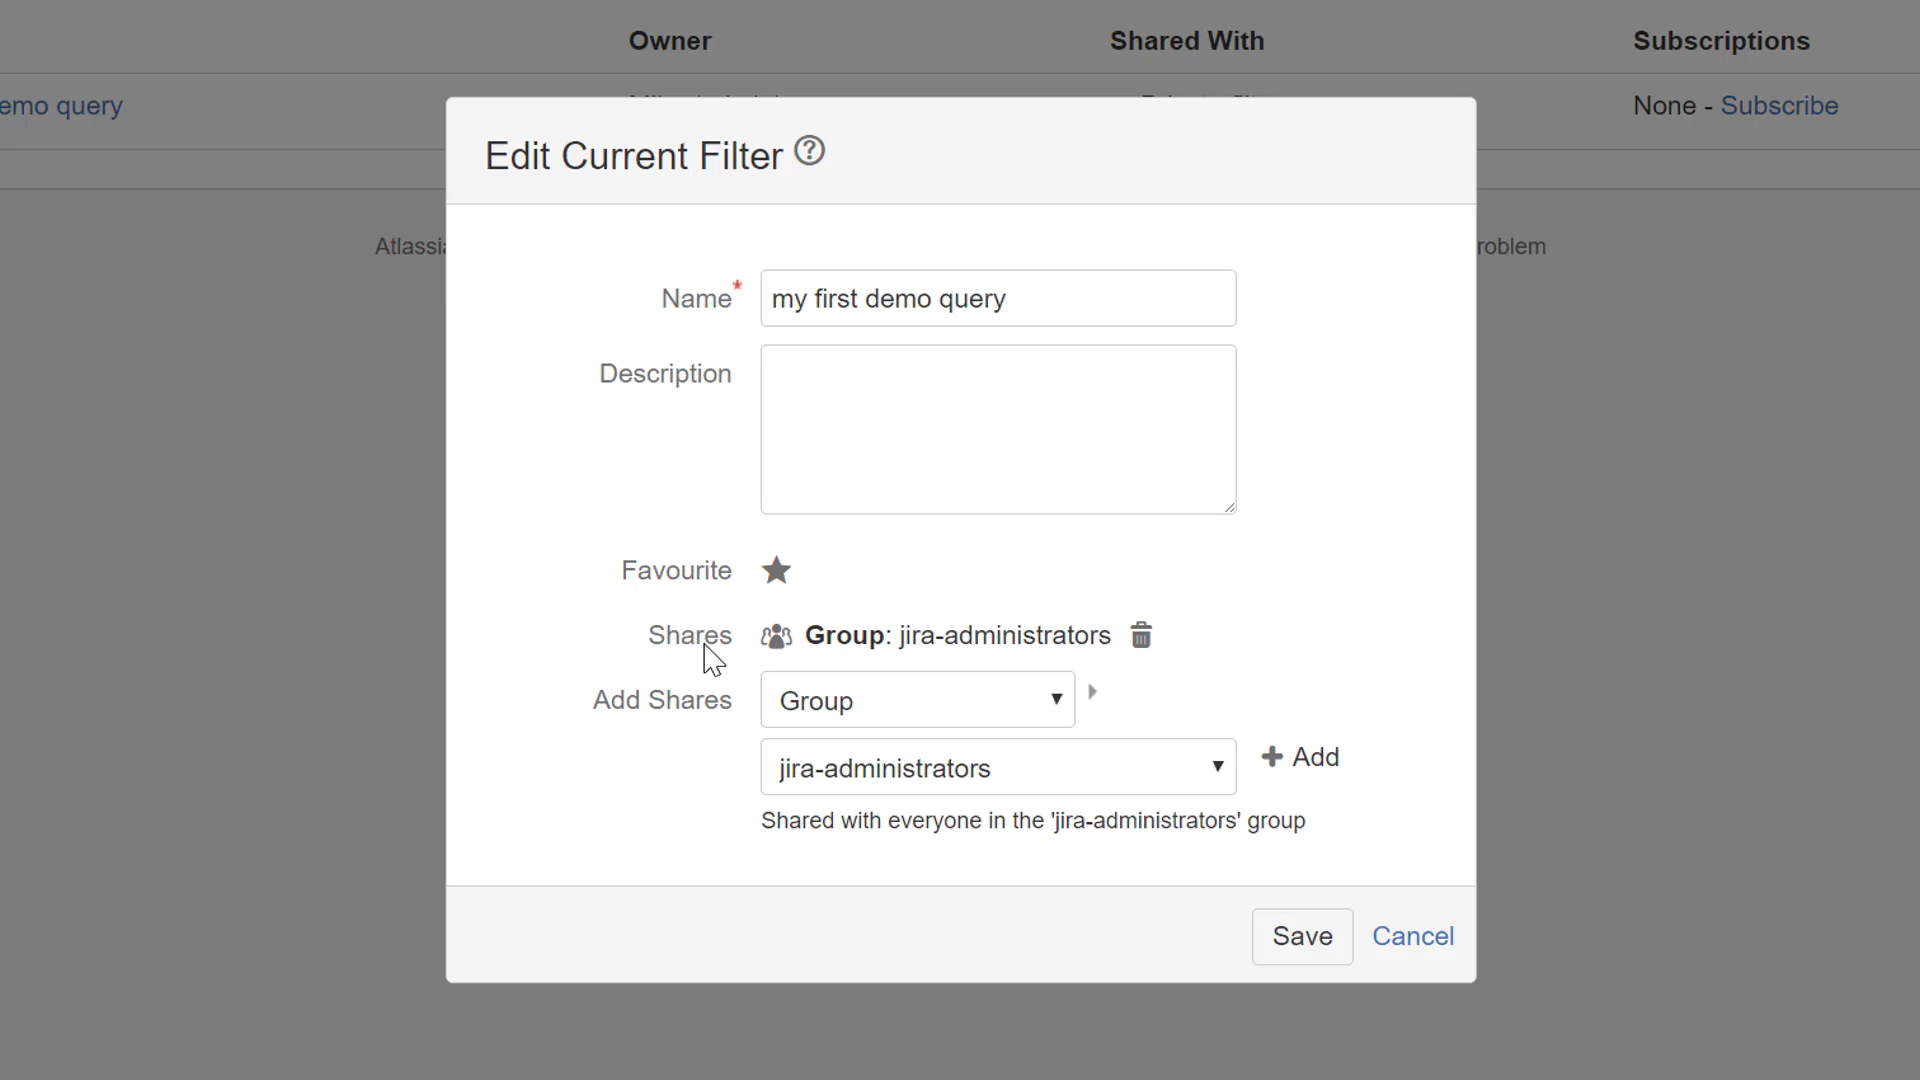 Owner
Shared With
Subscriptions
emo query
None - Subscribe
Edit Current Filter ?
Atlassia
roblem
Name*
my first demo query
Description
Favourite
Shares
Group: jira-administrators
Add Shares
Group
jira-administrators
Add
Shared with everyone in the 'jira-administrators' group
Save
Cancel